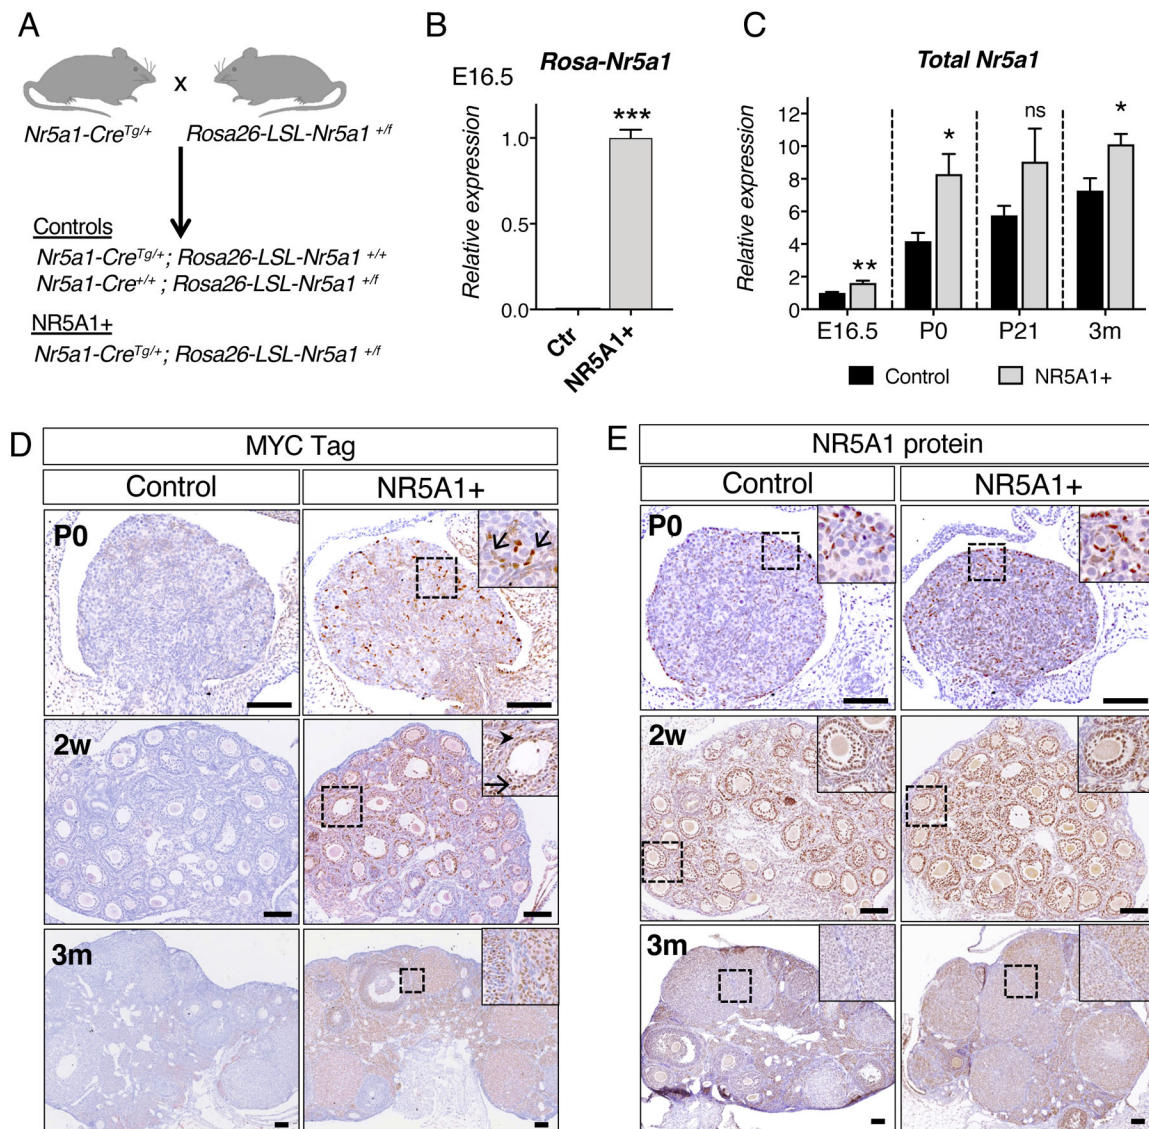 A
x
Nr5a1-Cre^Tg/+ Rosa26-LSL-Nr5a1 ^+/f
Controls
Nr5a1-Cre^Tg/+; Rosa26-LSL-Nr5a1 ^+/+
Nr5a1-Cre^+/+ ; Rosa26-LSL-Nr5a1 ^+/f
NR5A1+
Nr5a1-Cre^Tg/+; Rosa26-LSL-Nr5a1 ^+/f
B
E16.5
Rosa-Nr5a1
Relative expression
1.0
0.5
0.0
***
Ctr
NR5A1+
C
Total Nr5a1
Relative expression
12
10
8
6
4
2
0
**
*
ns
*
E16.5 P0 P21 3m
Control NR5A1+
D
MYC Tag
Control NR5A1+
P0
2w
3m
E
NR5A1 protein
Control NR5A1+
P0
2w
3m